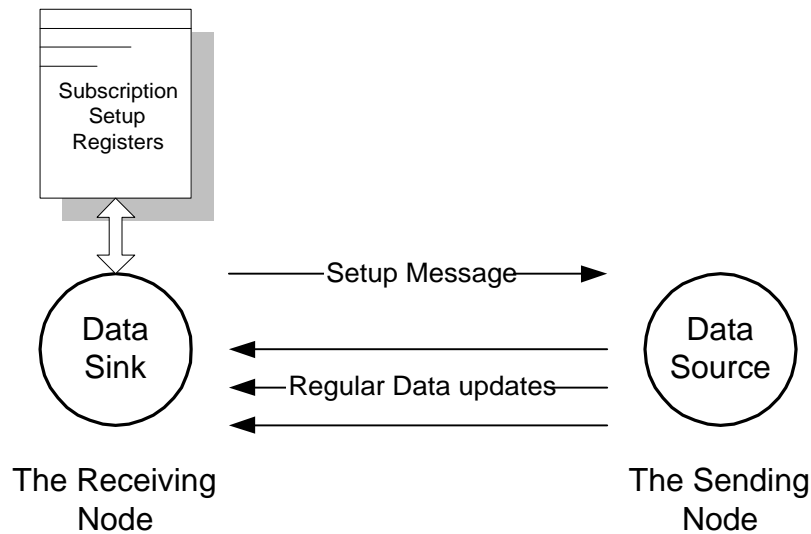 Subscription
Setup
Registers
Setup Message
Data
Sink
Data
Source
Regular Data updates
The Receiving
Node
The Sending
Node